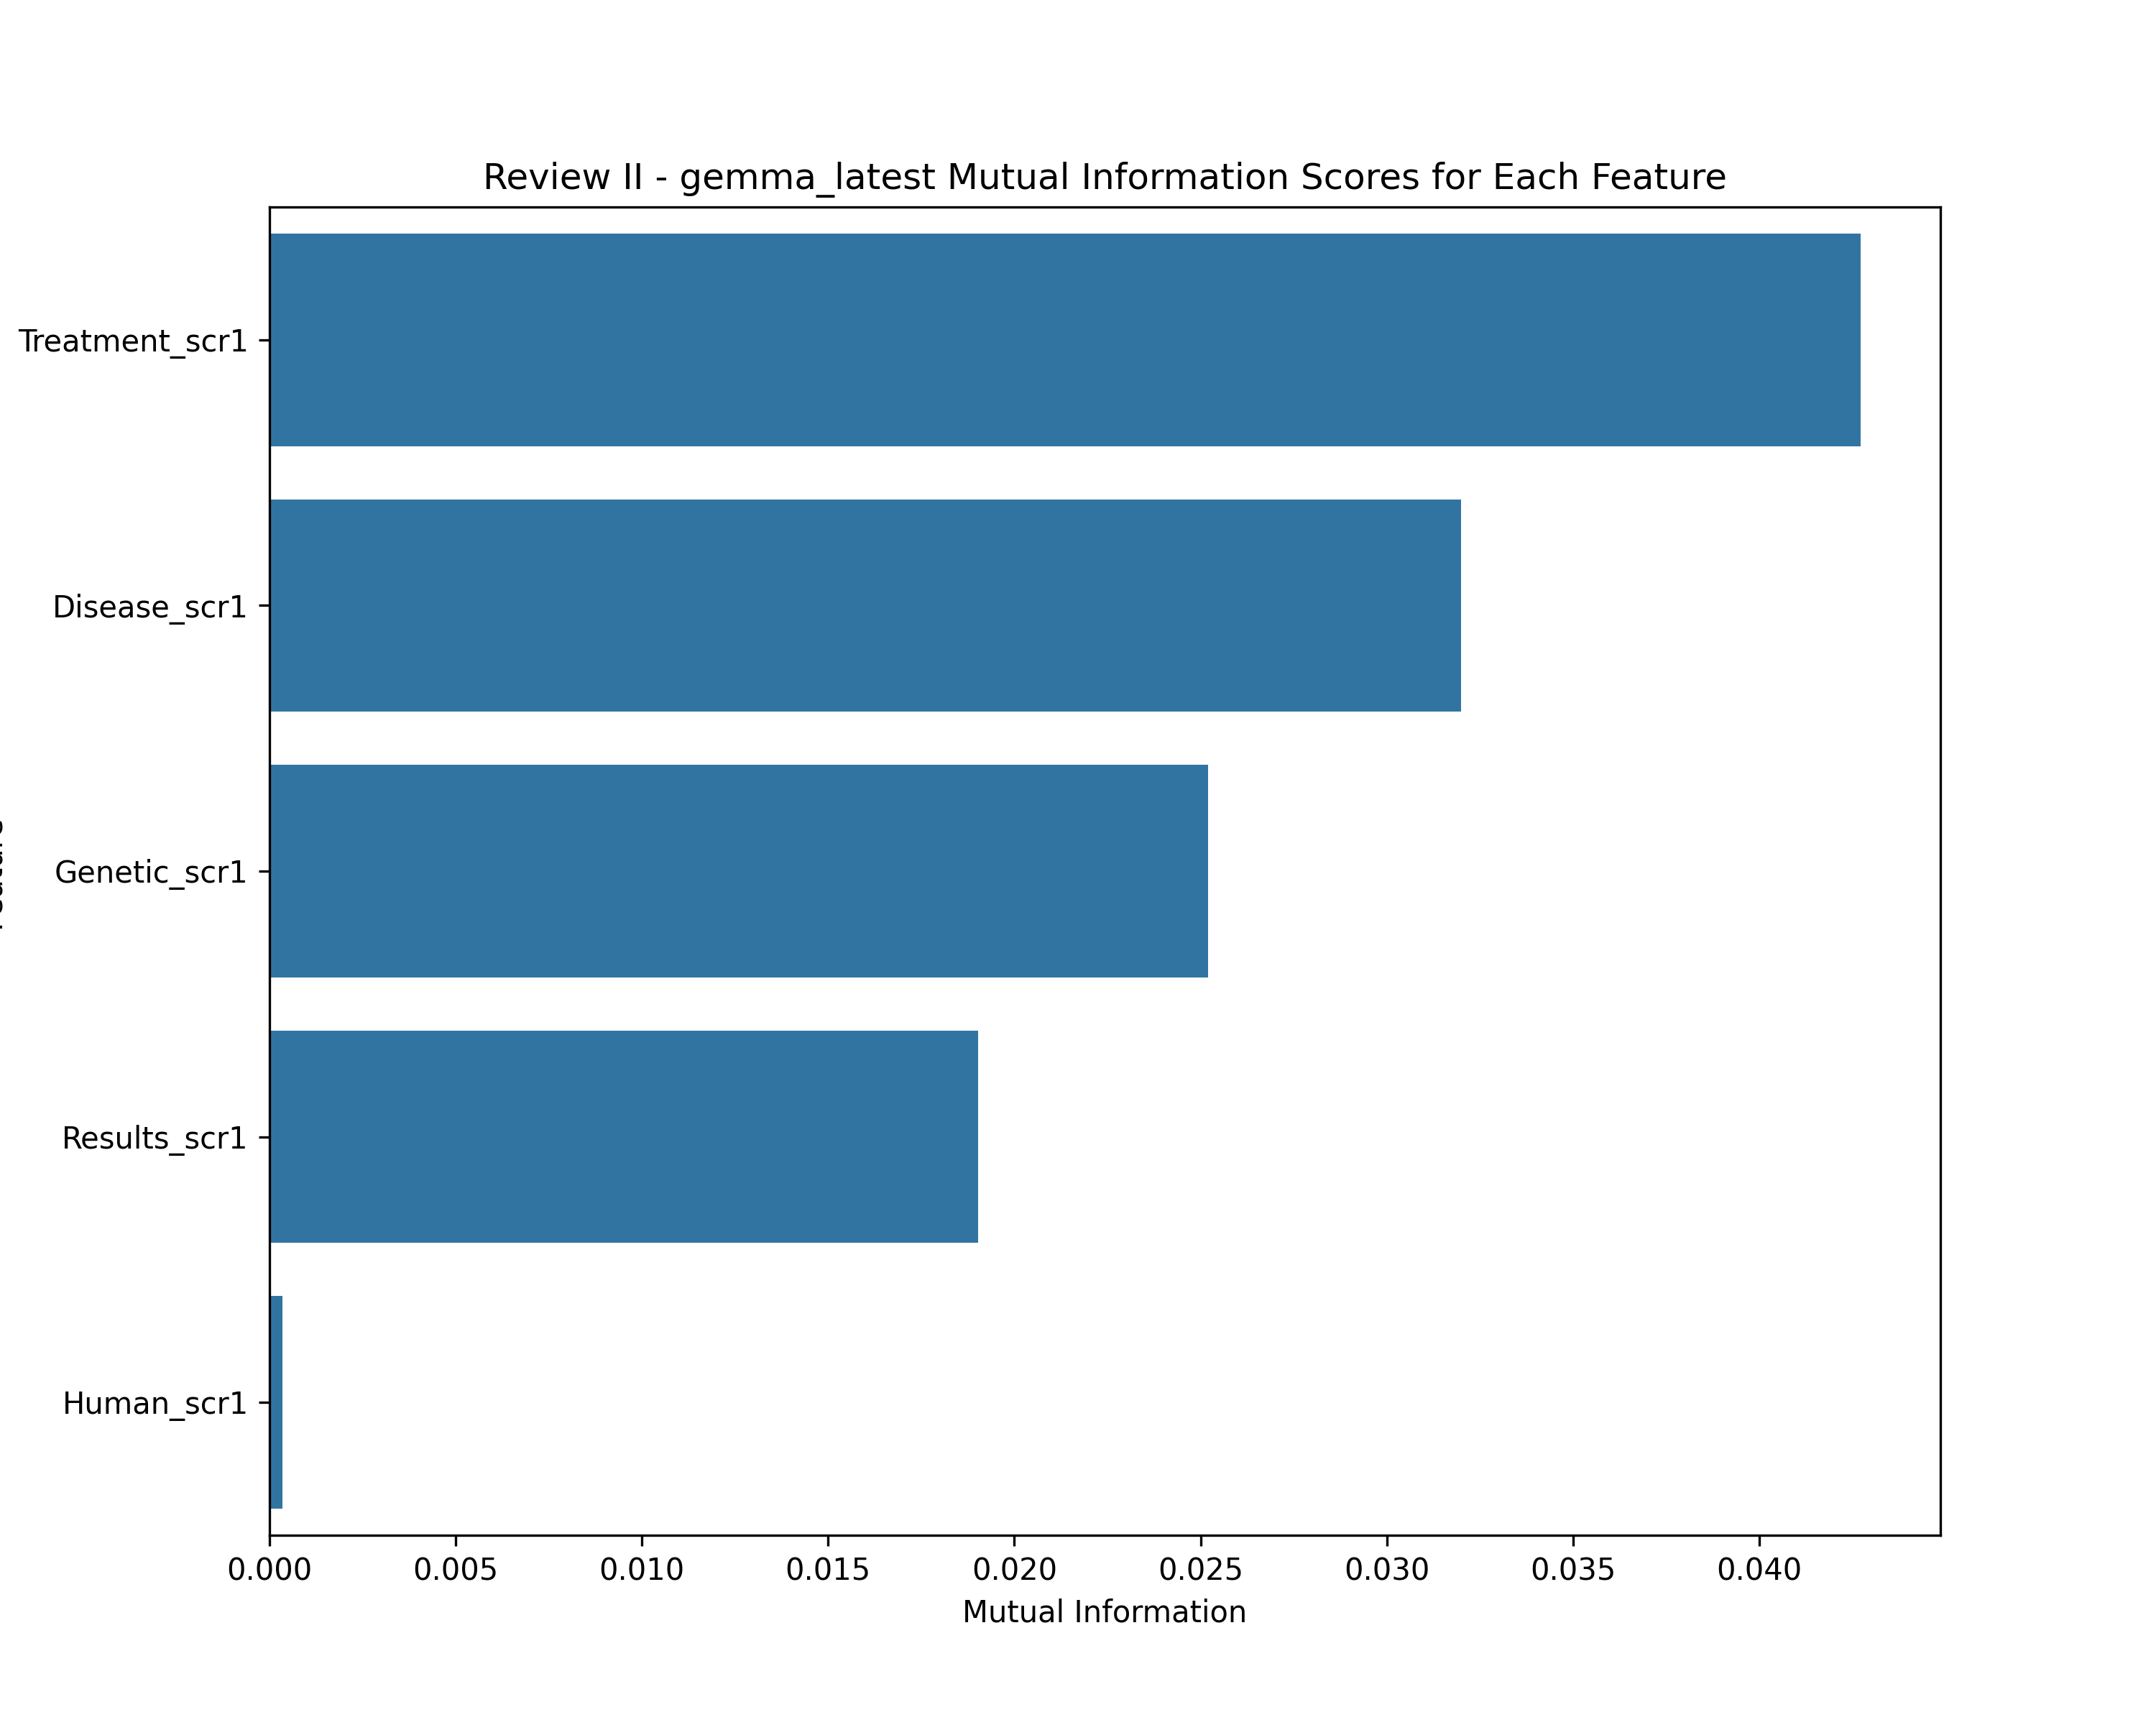 Review II - gemma_latest Mutual Information Scores for Each Feature
Treatment_scr1
Disease_scr1
Genetic_scr1
Results_scr1
Human_scr1
0.000 0.005 0.010 0.015 0.020 0.025 0.030 0.035 0.040
Mutual Information